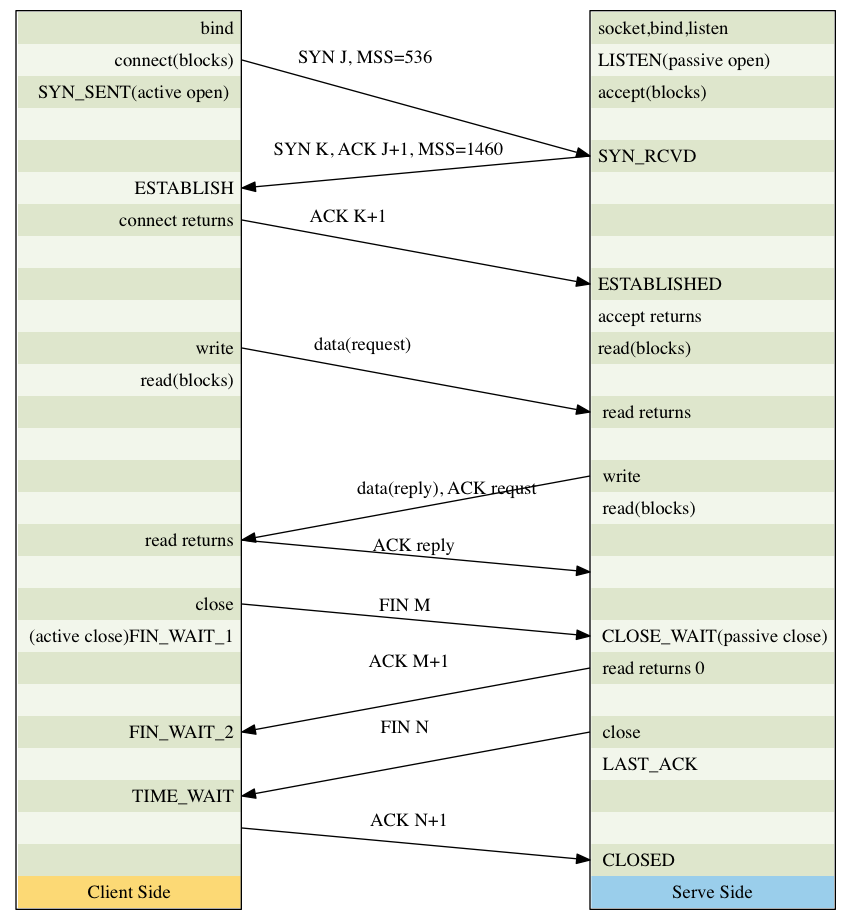 bind
socket,bind,listen
connect(blocks)
SYN J, MSS=536
LISTEN(passive open)
SYN_SENT(active open)
accept(blocks)
SYN K, ACK J+1, MSS=1460
SYN_RCVD
ESTABLISH
connect returns
ACK K+1
ESTABLISHED
accept returns
write
data(request)
read(blocks)
read(blocks)
read returns
write
data(reply), ACK requst
read(blocks)
read returns
ACK reply
close
FIN M
(active close)FIN_WAIT_1
CLOSE_WAIT(passive close)
ACK M+1
read returns 0
FIN_WAIT_2
FIN N
close
LAST_ACK
TIME_WAIT
ACK N+1
CLOSED
Client Side
Serve Side